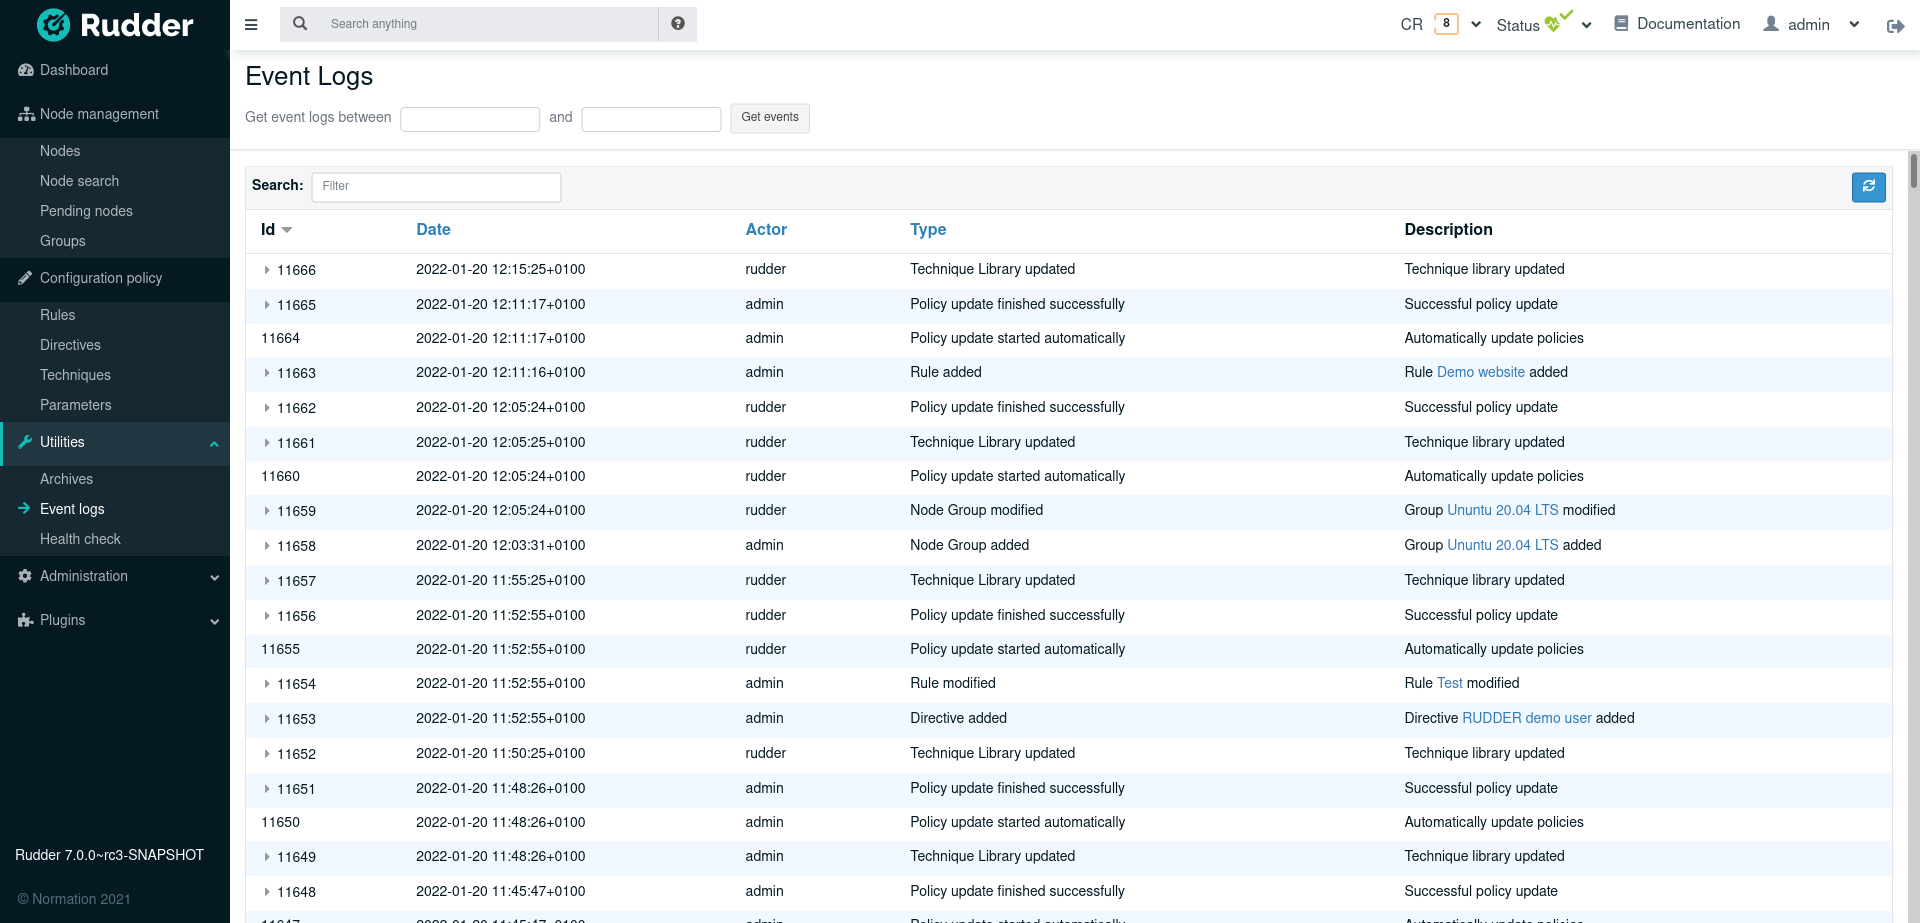 Rudder
Search anything
CR 8 Status Documentation admin
Dashboard
Node management
Nodes
Node search
Pending nodes
Groups
Configuration policy
Rules
Directives
Techniques
Parameters
Utilities
Archives
Event logs
Health check
Administration
Plugins
Rudder 7.0.0~rc3-SNAPSHOT
© Normation 2021
Event Logs
Get event logs between and Get events
Search: Filter
Id Date Actor Type Description
11666 2022-01-20 12:15:25+0100 rudder Technique Library updated Technique library updated
11665 2022-01-20 12:11:17+0100 admin Policy update finished successfully Successful policy update
11664 2022-01-20 12:11:17+0100 admin Policy update started automatically Automatically update policies
11663 2022-01-20 12:11:16+0100 admin Rule added Rule Demo website added
11662 2022-01-20 12:05:24+0100 rudder Policy update finished successfully Successful policy update
11661 2022-01-20 12:05:25+0100 rudder Technique Library updated Technique library updated
11660 2022-01-20 12:05:24+0100 rudder Policy update started automatically Automatically update policies
11659 2022-01-20 12:05:24+0100 rudder Node Group modified Group Ununtu 20.04 LTS modified
11658 2022-01-20 12:03:31+0100 admin Node Group added Group Ununtu 20.04 LTS added
11657 2022-01-20 11:55:25+0100 rudder Technique Library updated Technique library updated
11656 2022-01-20 11:52:55+0100 rudder Policy update finished successfully Successful policy update
11655 2022-01-20 11:52:55+0100 rudder Policy update started automatically Automatically update policies
11654 2022-01-20 11:52:55+0100 admin Rule modified Rule Test modified
11653 2022-01-20 11:52:55+0100 admin Directive added Directive RUDDER demo user added
11652 2022-01-20 11:50:25+0100 rudder Technique Library updated Technique library updated
11651 2022-01-20 11:48:26+0100 admin Policy update finished successfully Successful policy update
11650 2022-01-20 11:48:26+0100 admin Policy update started automatically Automatically update policies
11649 2022-01-20 11:48:26+0100 admin Technique Library updated Technique library updated
11648 2022-01-20 11:45:47+0100 admin Policy update finished successfully Successful policy update